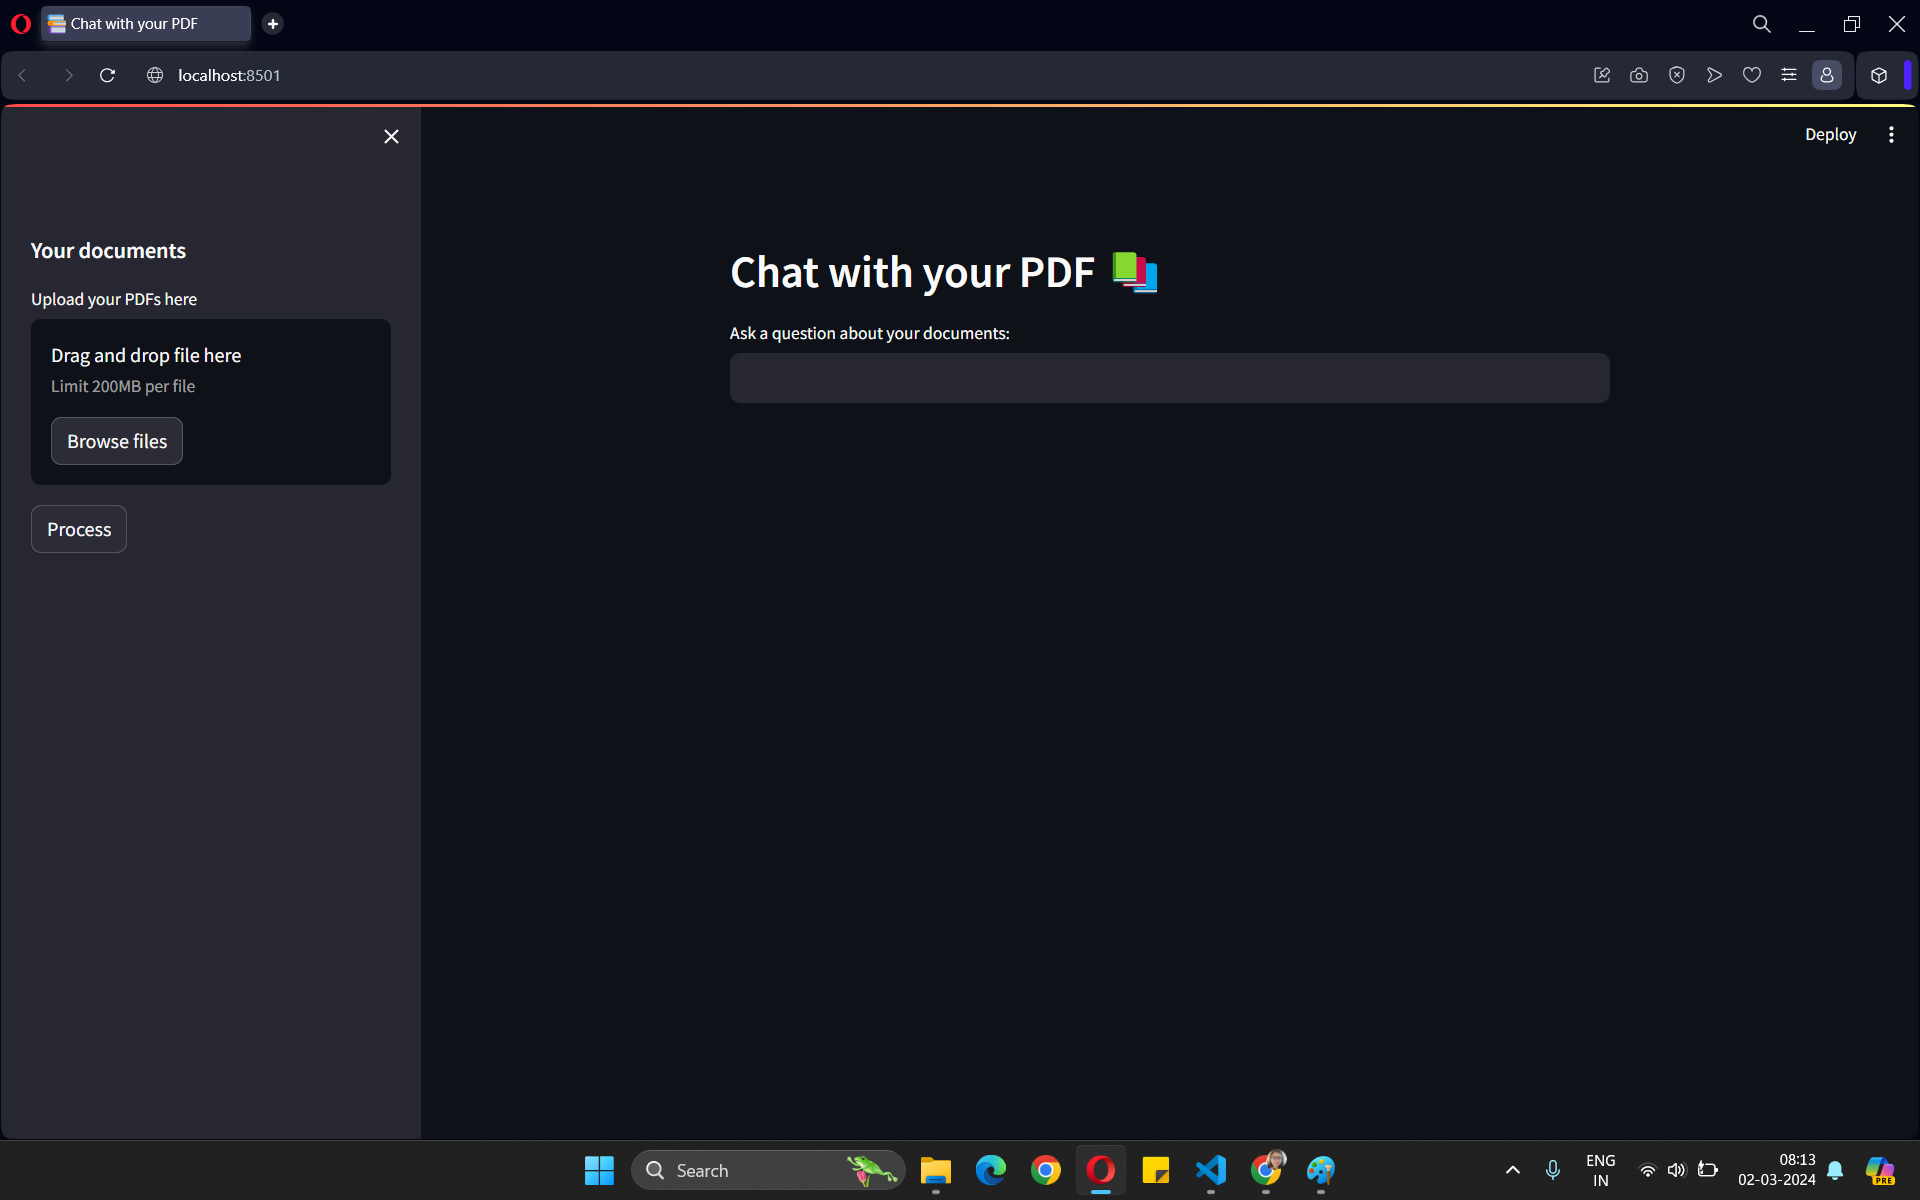 Chat with your PDF
localhost:8501
Deploy
Your documents
Upload your PDFs here
Drag and drop file here
Limit 200MB per file
Browse files
Process
Chat with your PDF
Ask a question about your documents:
Search
ENG
IN
08:13
02-03-2024
PRE